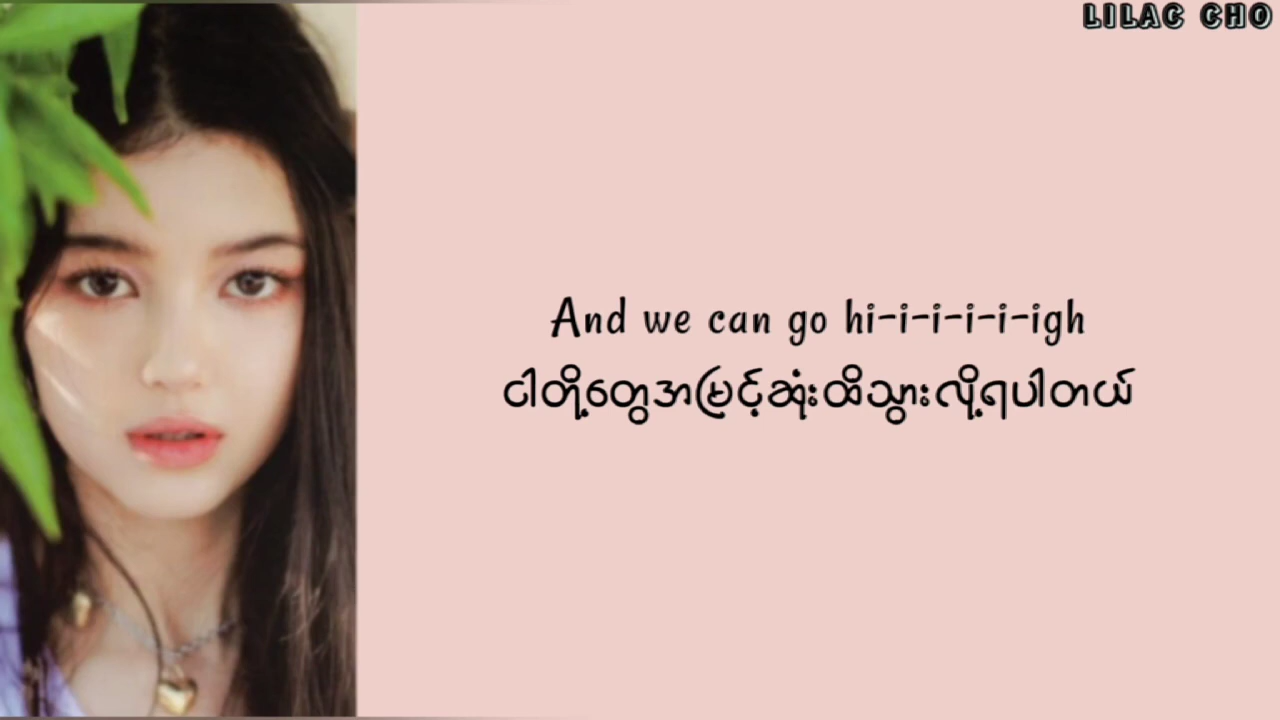 LILAC CHO
And we can go hi-i-i-i-i-igh
ငါတို့တွေအမြင့်ဆုံးထိသွားလို့ရပါတယ်